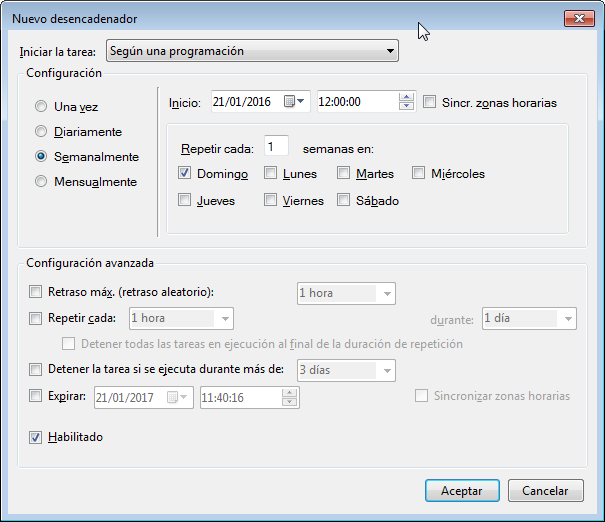 Nuevo desencadenador
Iniciar la tarea: Según una programación
Configuración
Una vez
Diariamente
Semanalmente
Mensualmente
Inicio: 21/01/2016 12:00:00 Sincr. zonas horarias
Repetir cada: 1 semanas en:
Domingo Lunes Martes Miércoles
Jueves Viernes Sábado
Configuración avanzada
Retraso máx. (retraso aleatorio): 1 hora
Repetir cada: 1 hora durante: 1 día
Detener todas las tareas en ejecución al final de la duración de repetición
Detener la tarea si se ejecuta durante más de: 3 días
Expirar: 21/01/2017 11:40:16 Sincronizar zonas horarias
Habilitado
Aceptar Cancelar